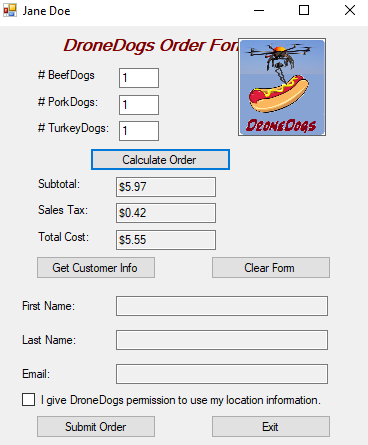 Jane Doe
DroneDogs Order For
DRONEDOGS
# BeefDogs 1
# PorkDogs: 1
# TurkeyDogs: 1
Calculate Order
Subtotal: $5.97
Sales Tax: $0.42
Total Cost: $5.55
Get Customer Info Clear Form
First Name:
Last Name:
Email:
I give DroneDogs permission to use my location information.
Submit Order Exit